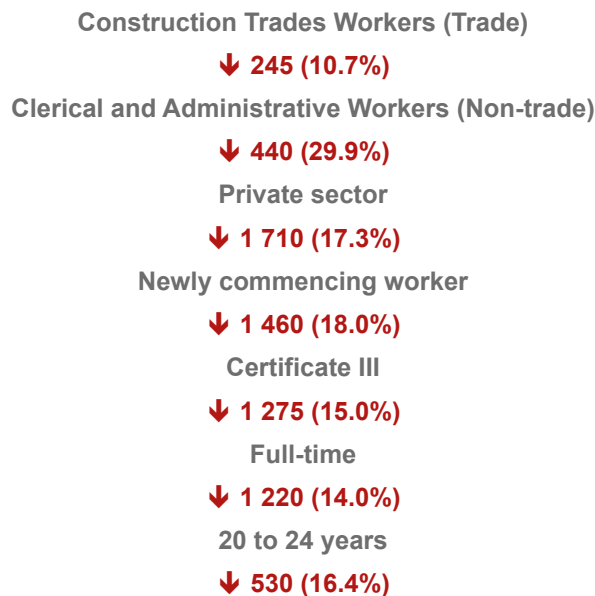 Construction Trades Workers (Trade)
↓ 245 (10.7%)
Clerical and Administrative Workers (Non-trade)
↓ 440 (29.9%)
Private sector
↓ 1 710 (17.3%)
Newly commencing worker
↓ 1 460 (18.0%)
Certificate III
↓ 1 275 (15.0%)
Full-time
↓ 1 220 (14.0%)
20 to 24 years
↓ 530 (16.4%)